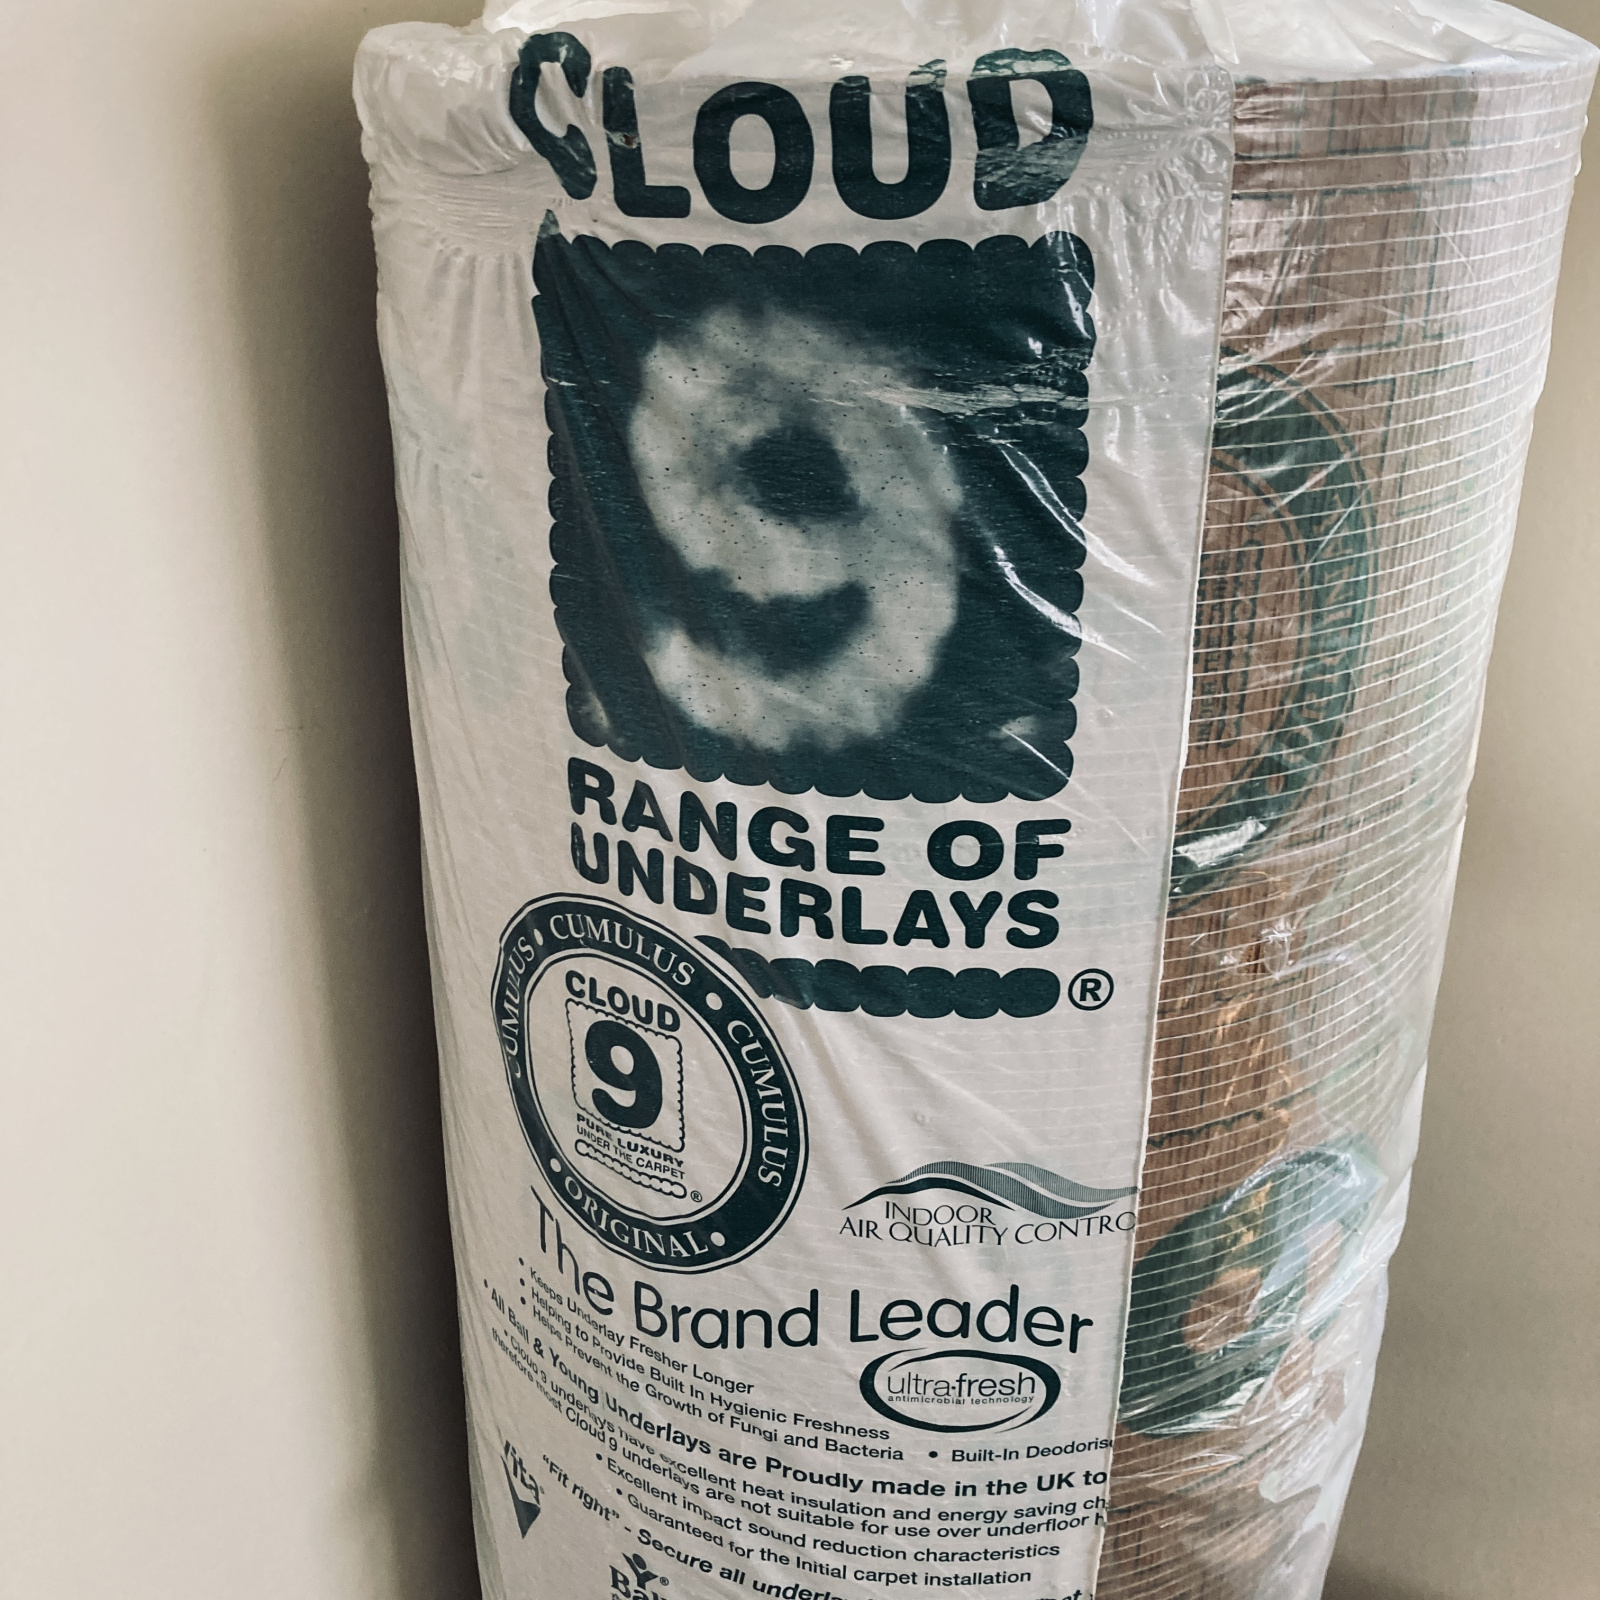 CLOUD
9
RANGE OF
UNDERLAYS
®
CUMULUS • CUMULUS • CUMULUS
• ORIGINAL •
CLOUD
9
PURE LUXURY
UNDER THE CARPET
®
INDOOR
AIR QUALITY CONTRO
The Brand Leader
• Keeps Underlay Fresher Longer
• Helping to Provide Built In Hygienic Freshness
• Helps Prevent the Growth of Fungi and Bacteria • Built-In Deodoris
ultra-fresh
antimicrobial technology
• All Ball & Young Underlays are Proudly made in the UK to
• Cloud 9 underlays have excellent heat insulation and energy saving ch
therefore most Cloud 9 underlays are not suitable for use over underfloor h
• Excellent impact sound reduction characteristics
• Guaranteed for the Initial carpet installation
Vita
"Fit right" - Secure all
Ball